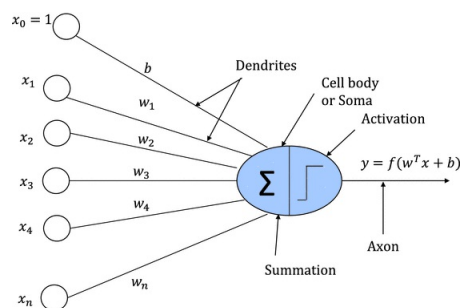 x₀ = 1
x₁
x₂
x₃
x₄
xₙ
b
w₁
w₂
w₃
w₄
wₙ
Dendrites
Cell body
or Soma
Activation
Σ
y = f(wᵀx + b)
Axon
Summation